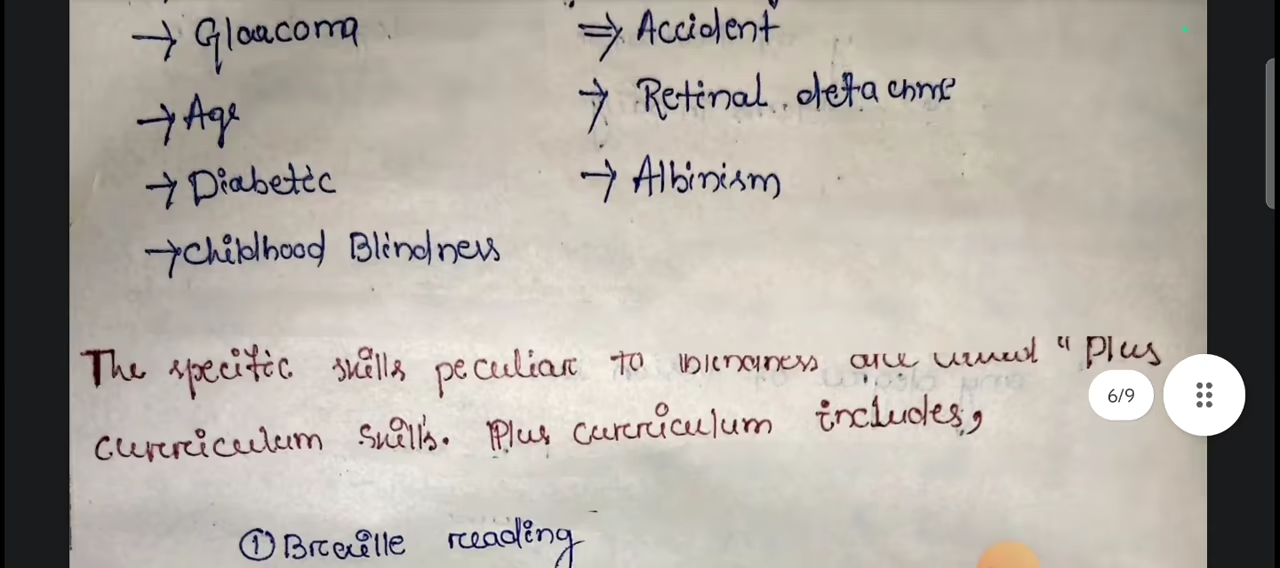 → Glaacoma
⇒ Accident
→ Age
→ Retinal detachme
→ Diabetic
→ Albinism
→ Childhood Blindness
The specific skills peculiar to blindness are "Plus
curriculum skills. Plus curriculum includes,
① Braille reading
6/9